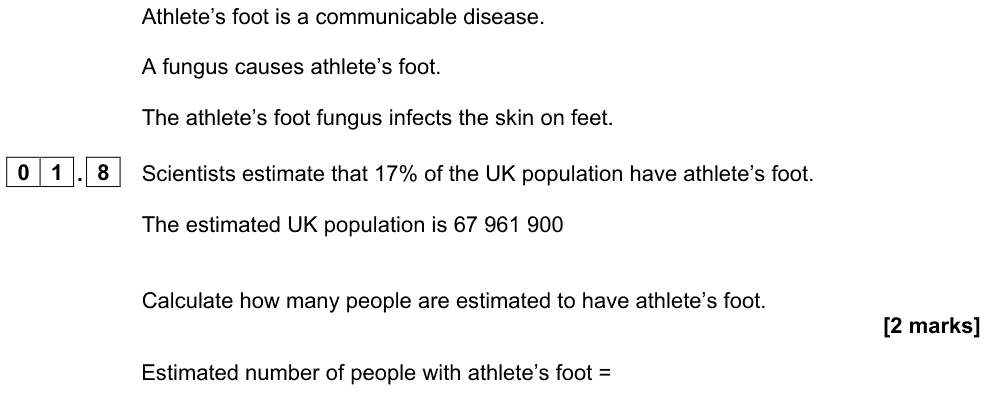 Athlete’s foot is a communicable disease.
A fungus causes athlete’s foot.
The athlete’s foot fungus infects the skin on feet.
0 1 . 8 Scientists estimate that 17% of the UK population have athlete’s foot.
The estimated UK population is 67 961 900
Calculate how many people are estimated to have athlete’s foot.
[2 marks]
Estimated number of people with athlete’s foot =